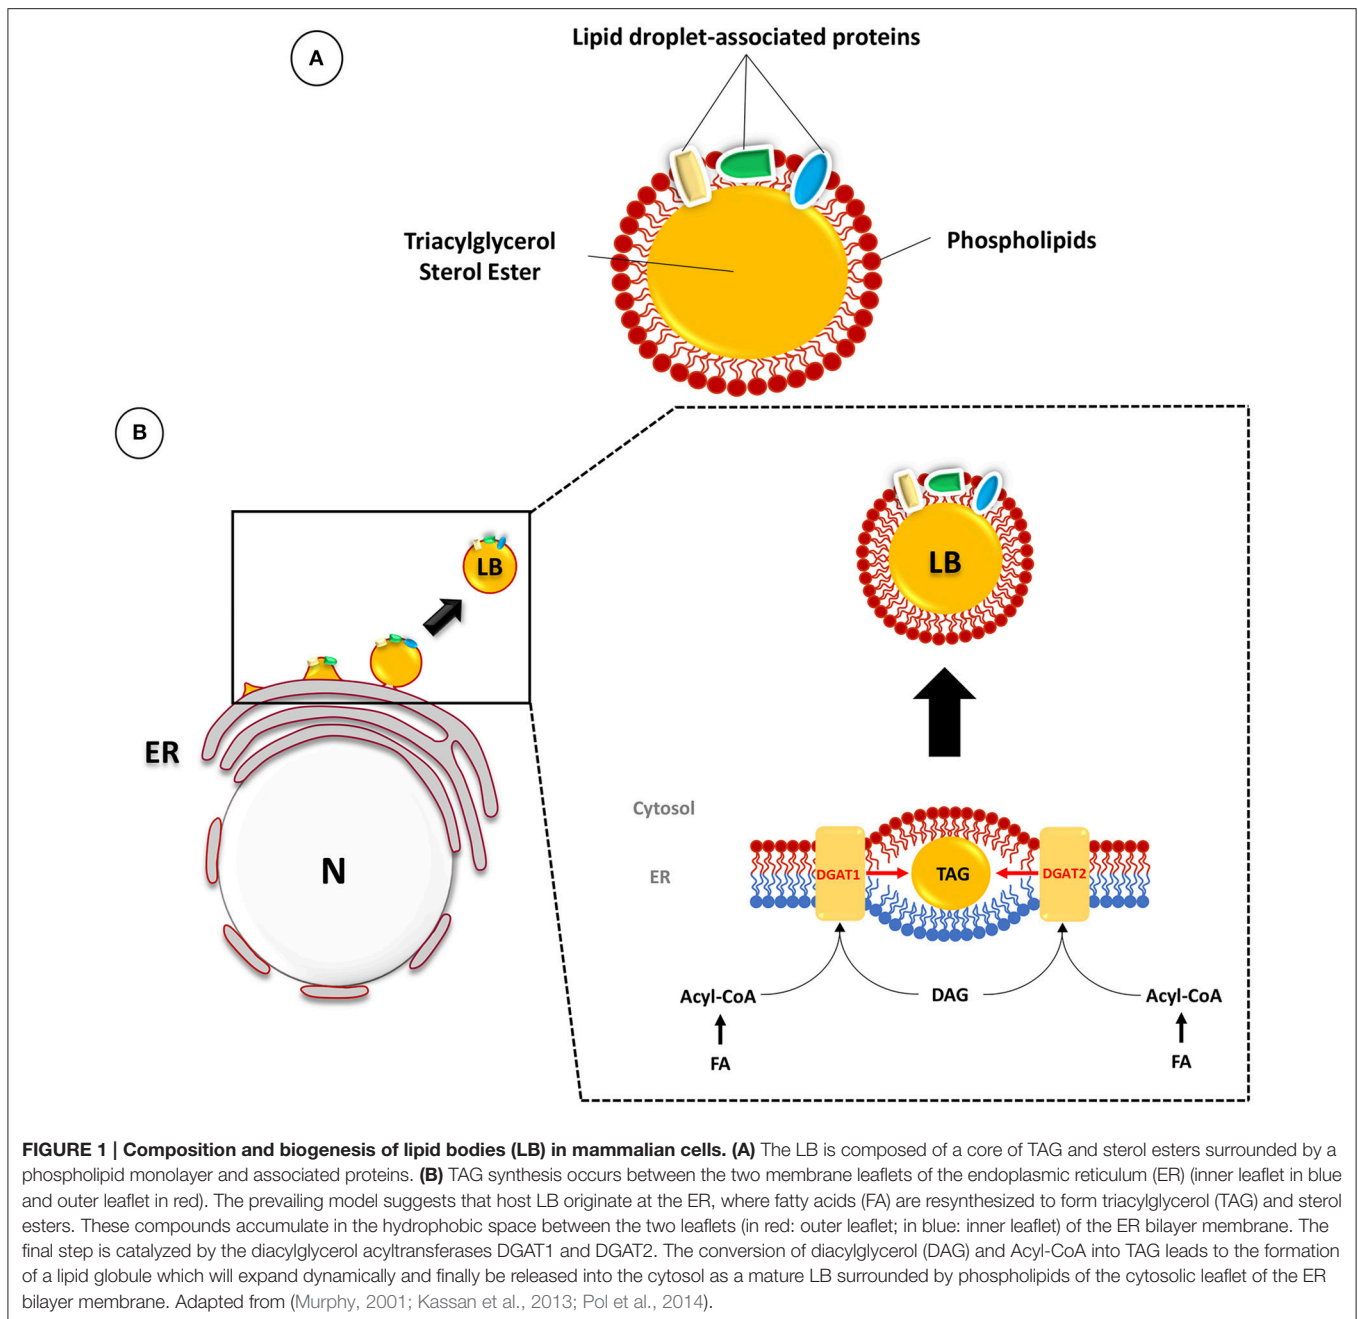 A
Lipid droplet-associated proteins
Triacylglycerol
Sterol Ester
Phospholipids
B
LB
LB
ER
N
Cytosol
ER
DGAT1
TAG
DGAT2
Acyl-CoA
DAG
Acyl-CoA
FA
FA
FIGURE 1 | Composition and biogenesis of lipid bodies (LB) in mammalian cells. (A) The LB is composed of a core of TAG and sterol esters surrounded by a
phospholipid monolayer and associated proteins. (B) TAG synthesis occurs between the two membrane leaflets of the endoplasmic reticulum (ER) (inner leaflet in blue
and outer leaflet in red). The prevailing model suggests that host LB originate at the ER, where fatty acids (FA) are resynthesized to form triacylglycerol (TAG) and sterol
esters. These compounds accumulate in the hydrophobic space between the two leaflets (in red: outer leaflet; in blue: inner leaflet) of the ER bilayer membrane. The
final step is catalyzed by the diacylglycerol acyltransferases DGAT1 and DGAT2. The conversion of diacylglycerol (DAG) and Acyl-CoA into TAG leads to the formation
of a lipid globule which will expand dynamically and finally be released into the cytosol as a mature LB surrounded by phospholipids of the cytosolic leaflet of the ER
bilayer membrane. Adapted from (Murphy, 2001; Kassan et al., 2013; Pol et al., 2014).